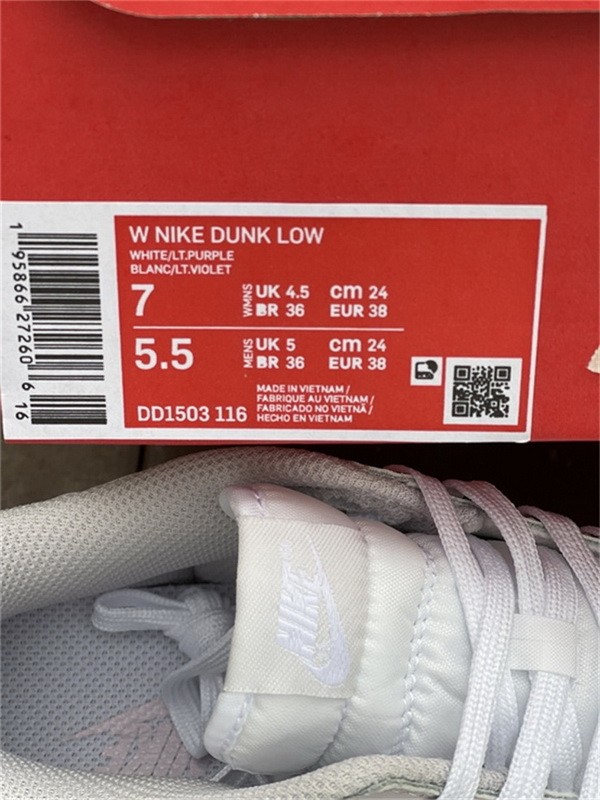 W NIKE DUNK LOW
WHITE/LT.PURPLE
BLANC/LT.VIOLET
7 WMNS UK 4.5 cm 24
BR 36 EUR 38
5.5 MENS UK 5 cm 24
BR 36 EUR 38
DD1503 116
MADE IN VIETNAM /
FABRIQUÉ AU VIETNAM /
FABRICADO NO VIETNÃ /
HECHO EN VIETNAM
1 95866 27260 6 16
NIKE